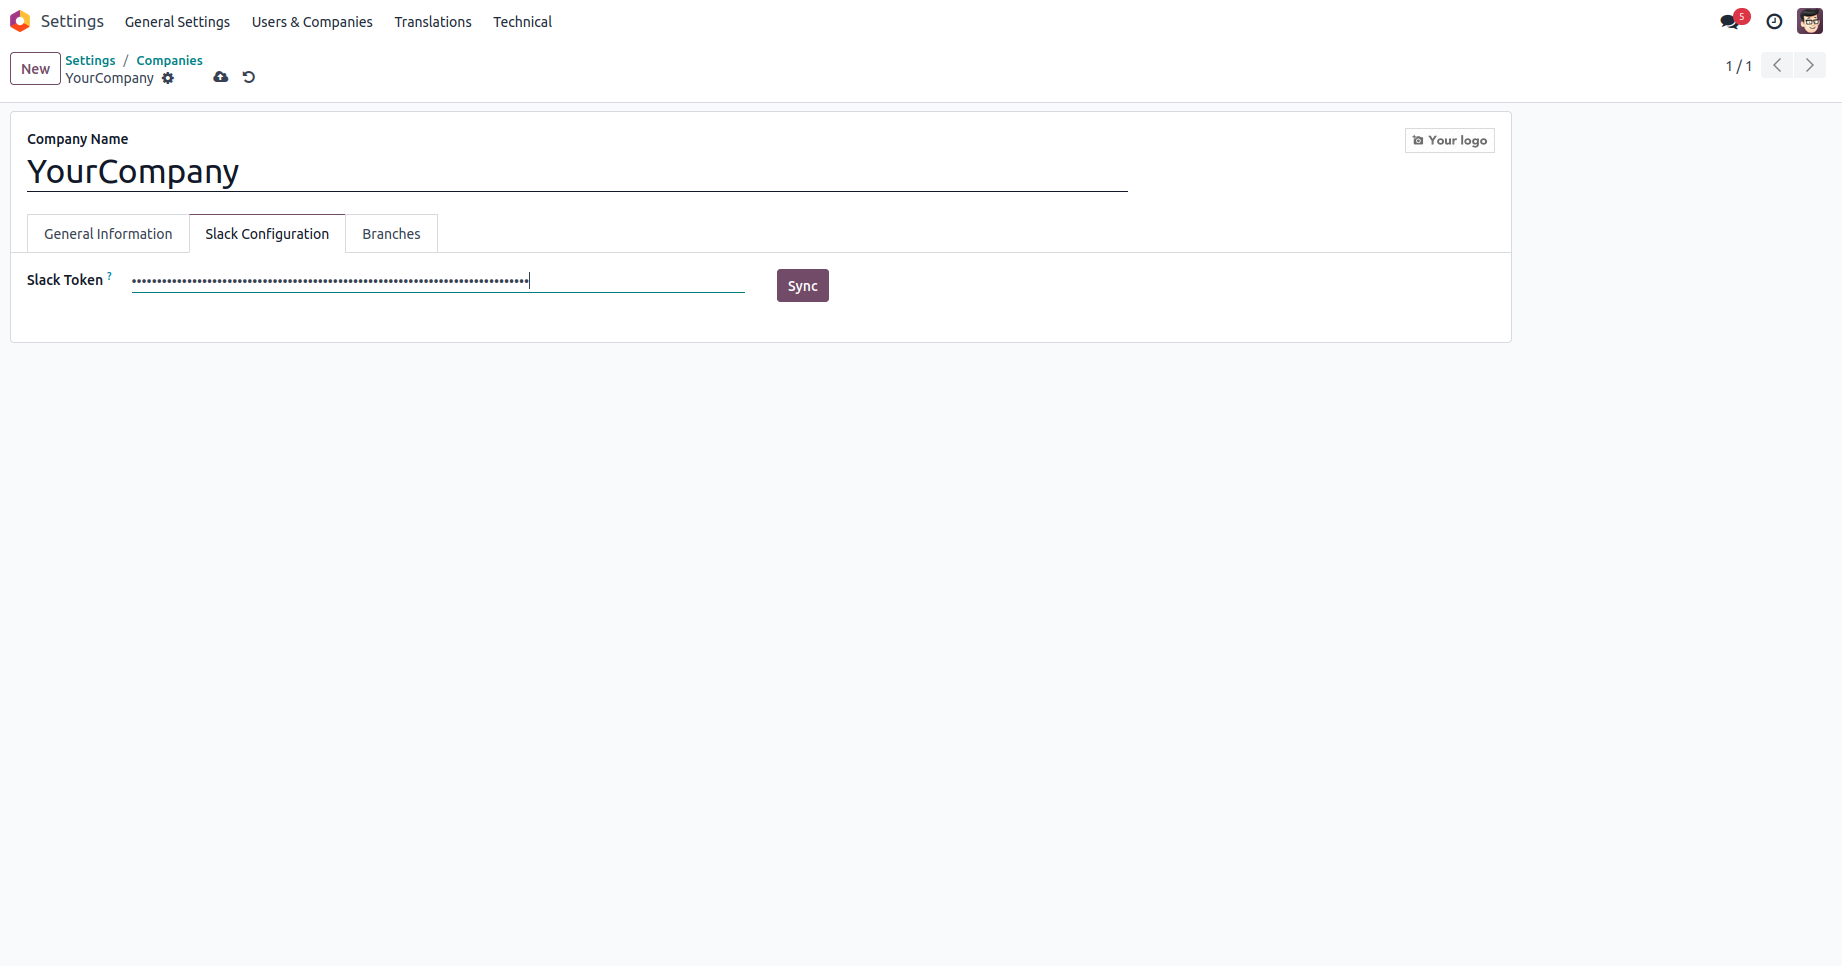 Settings General Settings Users & Companies Translations Technical 5
New Settings / Companies 1 / 1
YourCompany
Company Name Your logo
YourCompany
General Information Slack Configuration Branches
Slack Token ? Sync